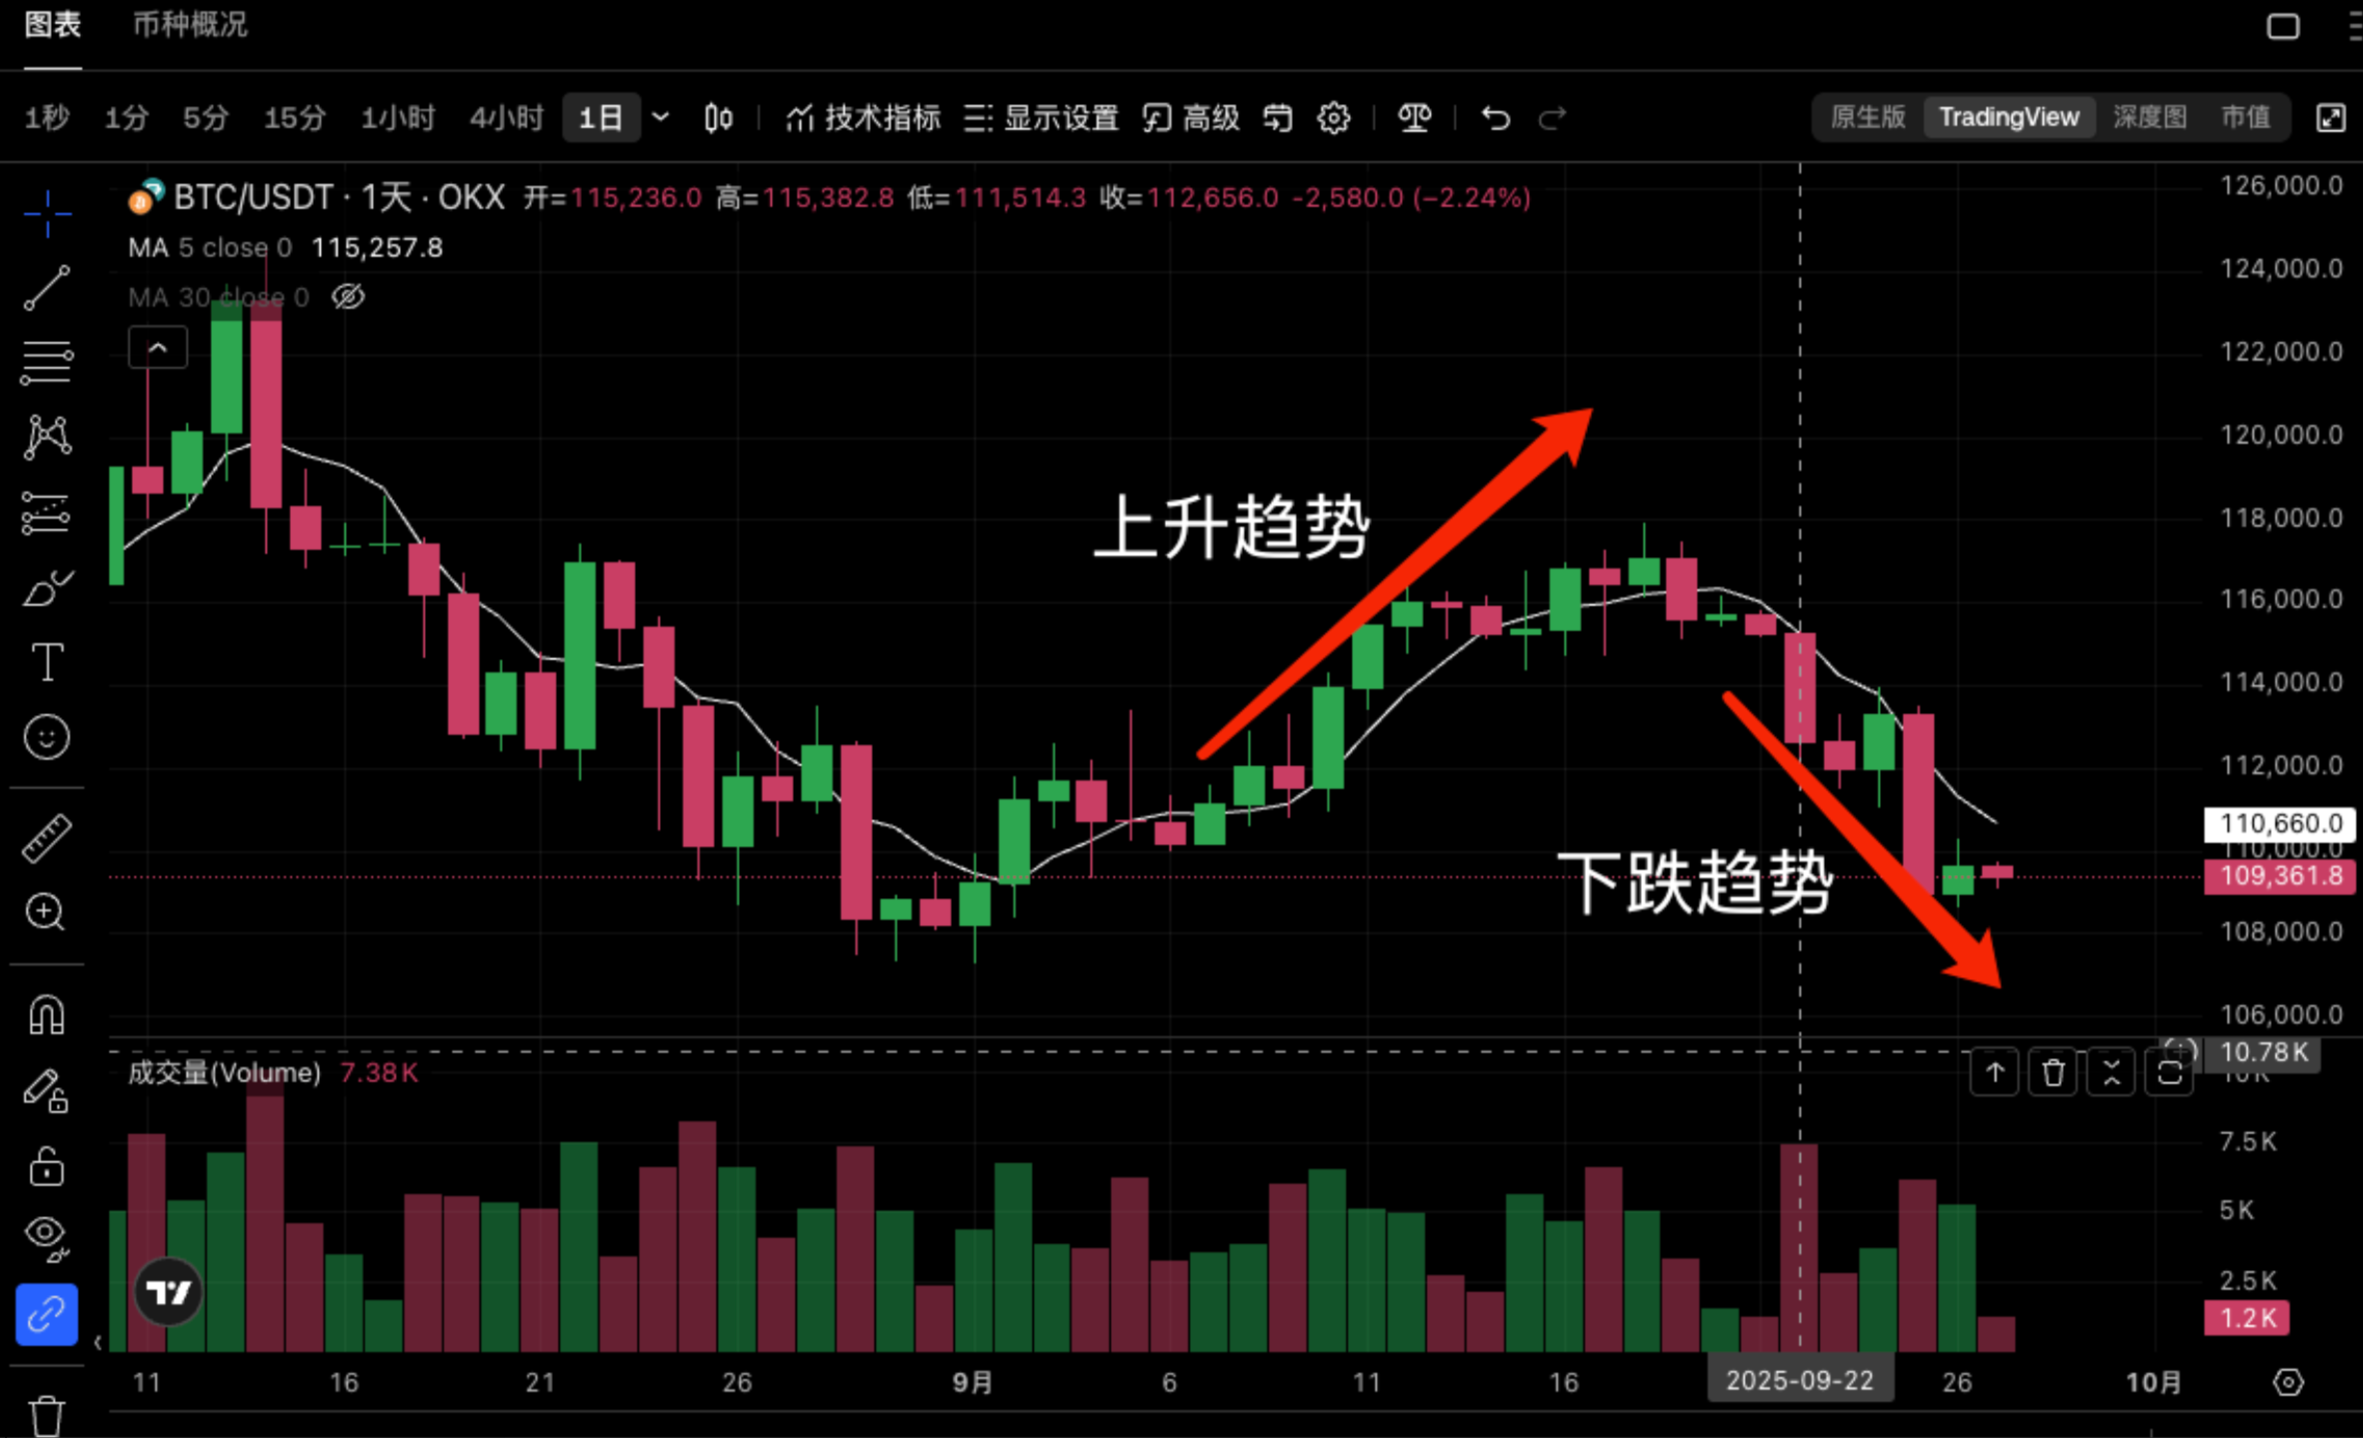 图表 币种概况
1秒 1分 5分 15分 1小时 4小时 1日 技术指标 显示设置 高级 原生版 TradingView 深度图 市值
BTC/USDT · 1天 · OKX 开=115,236.0 高=115,382.8 低=111,514.3 收=112,656.0 -2,580.0 (−2.24%)
MA 5 close 0 115,257.8
MA 30 close 0
126,000.0
124,000.0
122,000.0
120,000.0
118,000.0
116,000.0
114,000.0
112,000.0
110,660.0
110,000.0
109,361.8
108,000.0
106,000.0
上升趋势
下跌趋势
成交量(Volume) 7.38K
10.78K
10K
7.5K
5K
2.5K
1.2K
11 16 21 26 9月 6 11 16 2025-09-22 26 10月